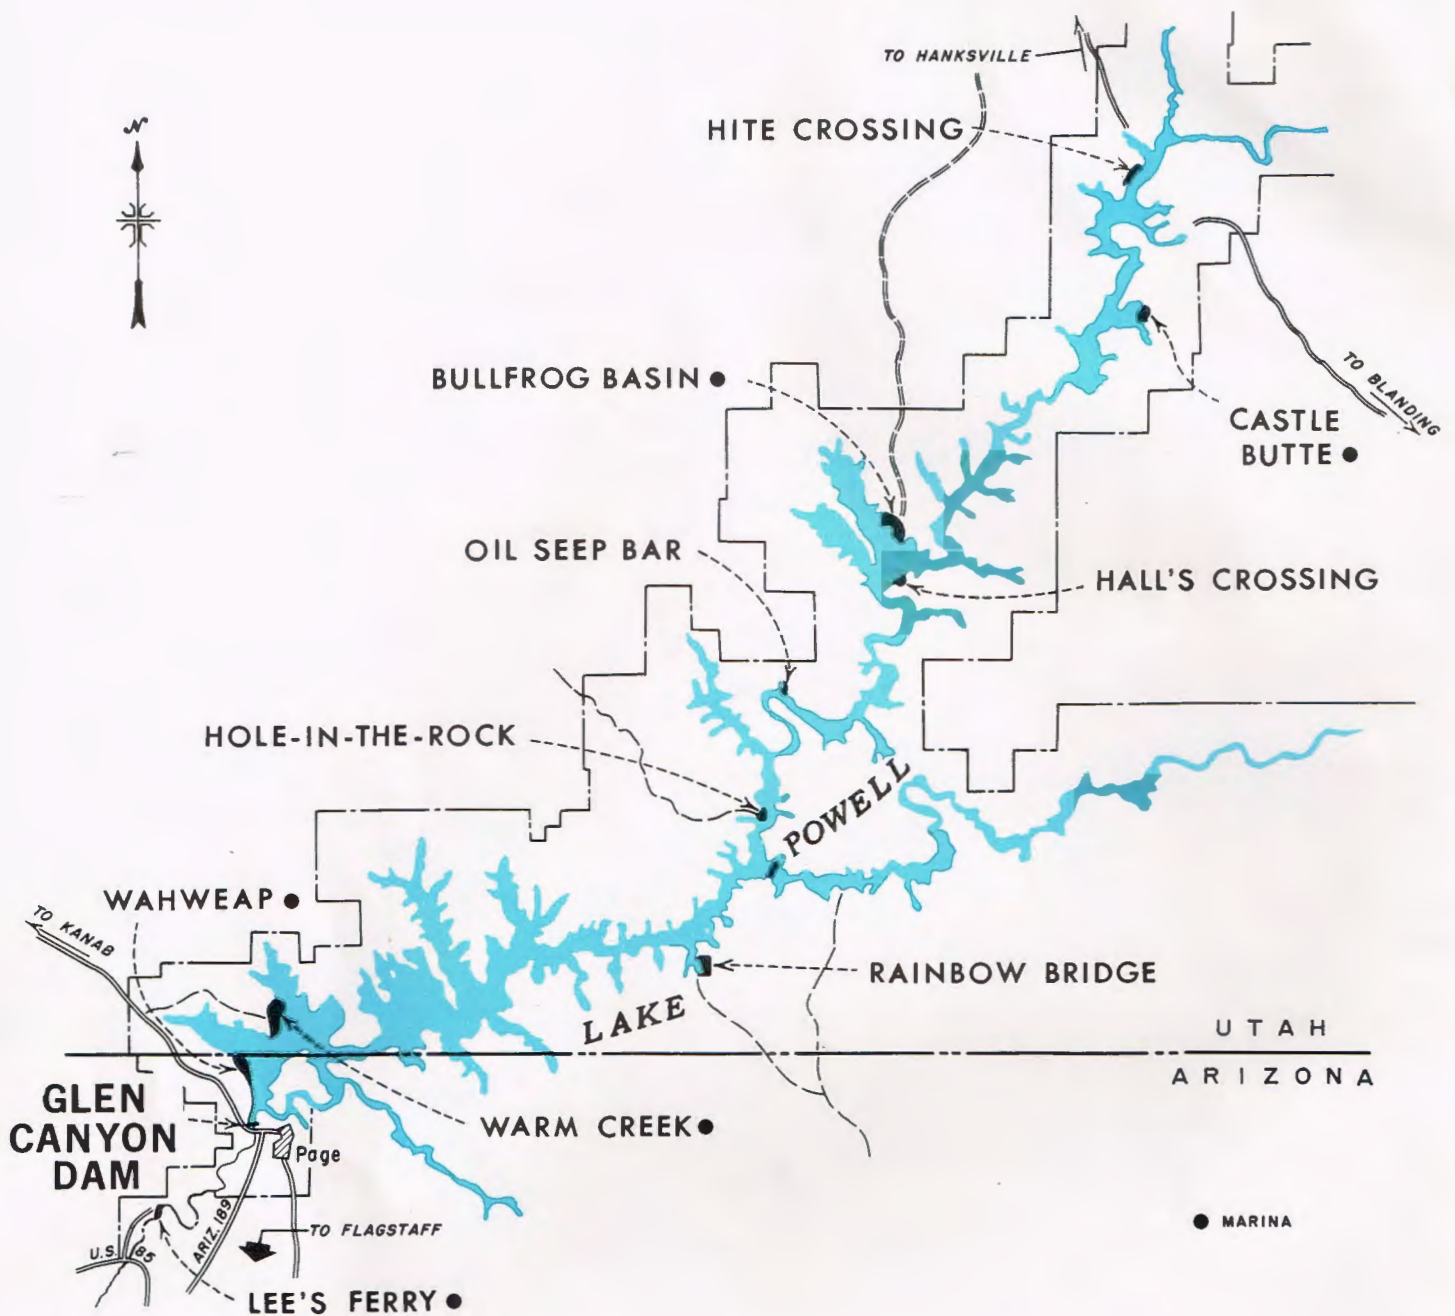 TO HANKSVILLE
N
HITE CROSSING
TO BLANDING
BULLFROG BASIN
CASTLE
BUTTE
OIL SEEP BAR
HALL'S CROSSING
HOLE-IN-THE-ROCK
POWELL
WAHWEAP
TO KANAB
RAINBOW BRIDGE
LAKE
UTAH
ARIZONA
GLEN
CANYON
DAM
WARM CREEK
Page
ARIZ. 189
TO FLAGSTAFF
MARINA
U.S. 85
LEE'S FERRY